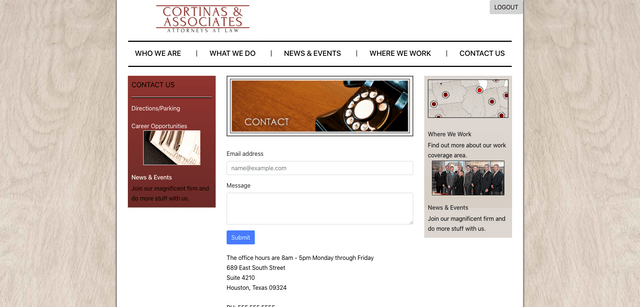 CORTINAS &
ASSOCIATES
ATTORNEYS AT LAW
LOGOUT
WHO WE ARE | WHAT WE DO | NEWS & EVENTS | WHERE WE WORK | CONTACT US
CONTACT US
Directions/Parking
Career Opportunities
News & Events
Join our magnificent firm and
do more stuff with us.
CONTACT
Email address
name@example.com
Message
Submit
The office hours are 8am - 5pm Monday through Friday
689 East South Street
Suite 4210
Houston, Texas 09324
Where We Work
Find out more about our work
coverage area.
News & Events
Join our magnificent firm and
do more stuff with us.